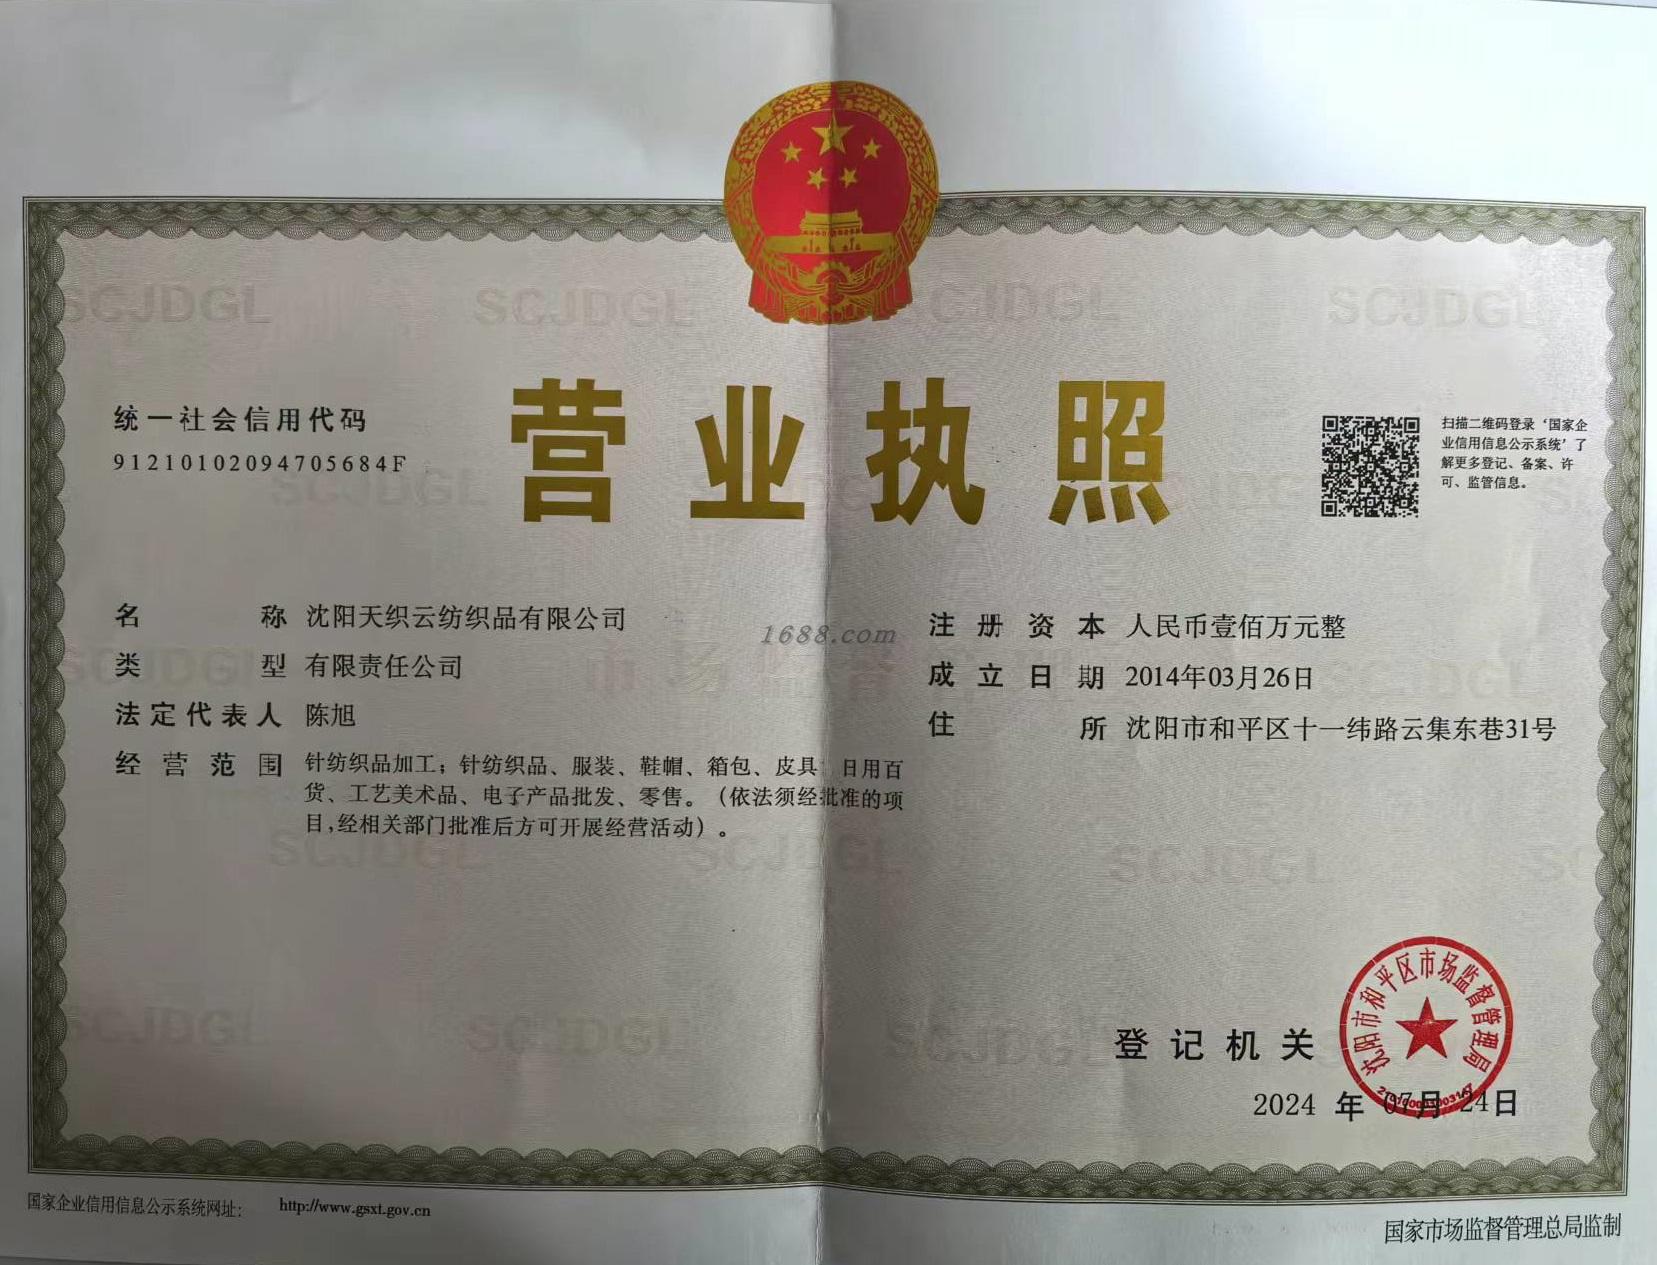 SCJDGL SCJDGL SCJDGL SCJDGL
营业执照
统一社会信用代码
91210102094705684F
扫描二维码登录‘国家企
业信用信息公示系统’了
解更多登记、备案、许
可、监管信息。
名称 沈阳天织云纺织品有限公司
类型 有限责任公司
法定代表人 陈旭
经营范围 针纺织品加工；针纺织品、服装、鞋帽、箱包、皮具、日用百
货、工艺美术品、电子产品批发、零售。（依法须经批准的项
目,经相关部门批准后方可开展经营活动）。
1688.com
注册资本 人民币壹佰万元整
成立日期 2014年03月26日
住所 沈阳市和平区十一纬路云集东巷31号
登记机关
沈阳市和平区市场监督管理局
2024 年 07月 24日
国家企业信用信息公示系统网址： http://www.gsxt.gov.cn
国家市场监督管理总局监制